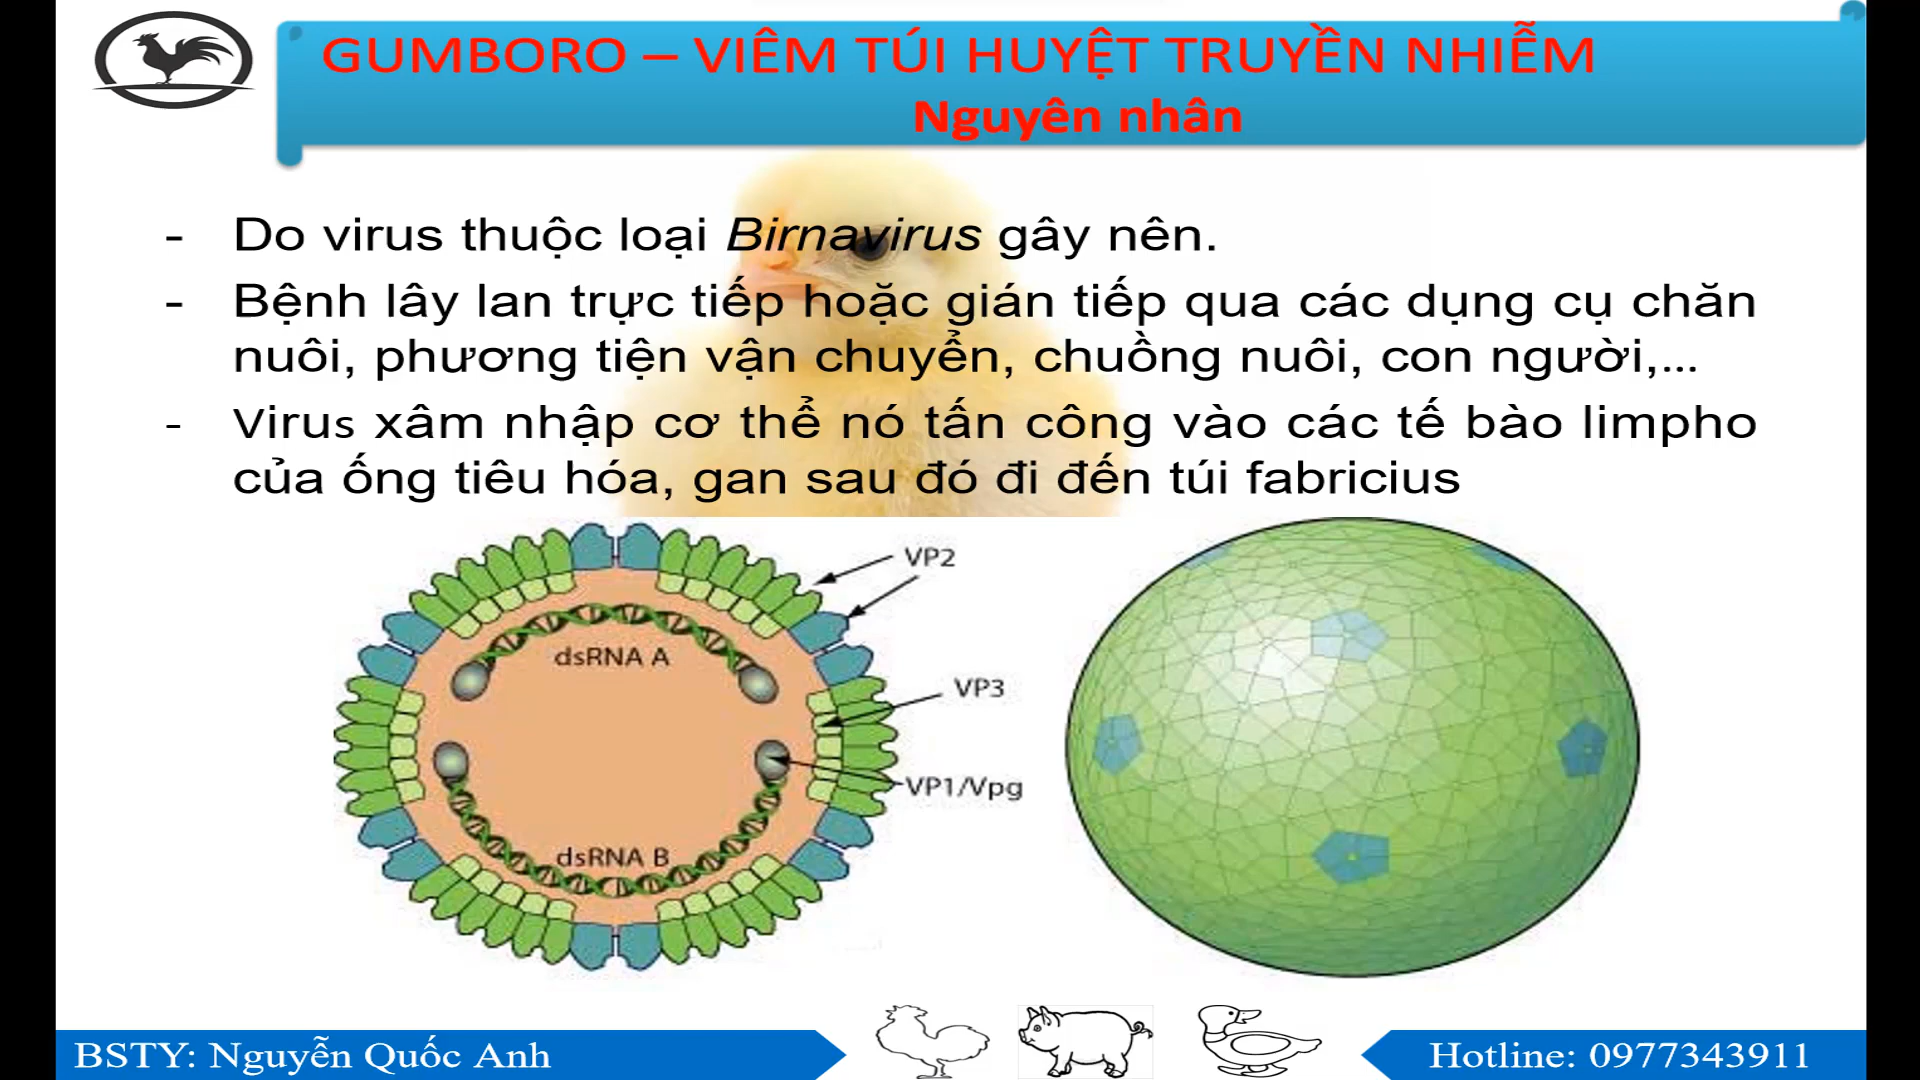 GUMBORO – VIÊM TÚI HUYỆT TRUYỀN NHIỄM
Nguyên nhân
- Do virus thuộc loại Birnavirus gây nên.
- Bệnh lây lan trực tiếp hoặc gián tiếp qua các dụng cụ chăn
nuôi, phương tiện vận chuyển, chuồng nuôi, con người,...
- Virus xâm nhập cơ thể nó tấn công vào các tế bào limpho
của ống tiêu hóa, gan sau đó đi đến túi fabricius
VP2
dsRNA A
VP3
VP1/Vpg
dsRNA B
BSTY: Nguyễn Quốc Anh
Hotline: 0977343911